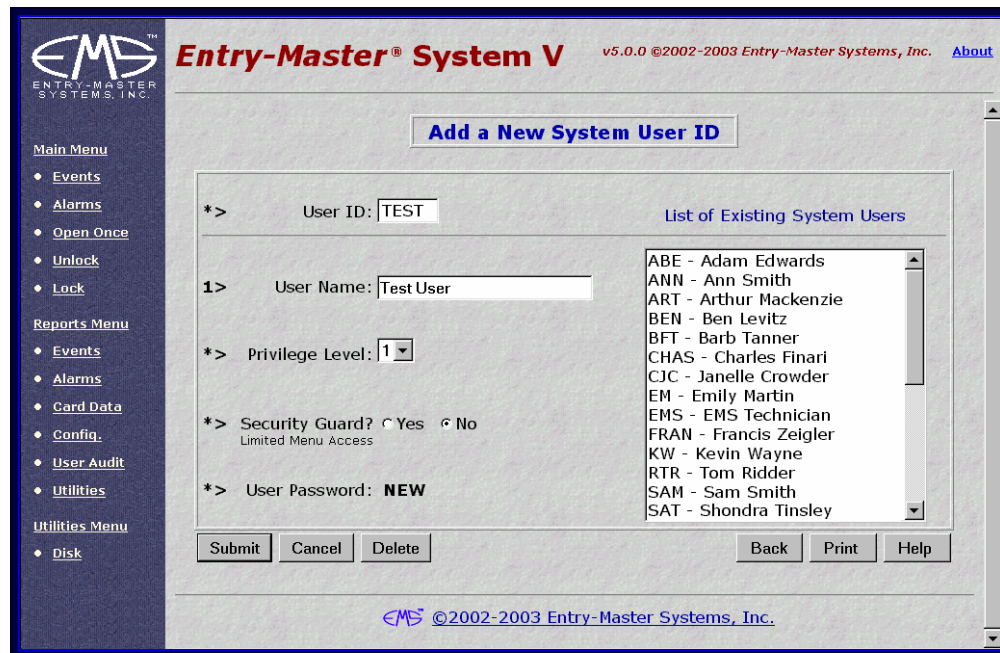 EMS™
ENTRY-MASTER
SYSTEMS, INC.
Entry-Master® System V
v5.0.0 ©2002-2003 Entry-Master Systems, Inc.
About
Main Menu
Events
Alarms
Open Once
Unlock
Lock
Reports Menu
Events
Alarms
Card Data
Config.
User Audit
Utilities
Utilities Menu
Disk
Add a New System User ID
*> User ID: TEST
1> User Name: Test User
*> Privilege Level: 1
*> Security Guard? Yes No
Limited Menu Access
*> User Password: NEW
List of Existing System Users
ABE - Adam Edwards
ANN - Ann Smith
ART - Arthur Mackenzie
BEN - Ben Levitz
BFT - Barb Tanner
CHAS - Charles Finari
CJC - Janelle Crowder
EM - Emily Martin
EMS - EMS Technician
FRAN - Francis Zeigler
KW - Kevin Wayne
RTR - Tom Ridder
SAM - Sam Smith
SAT - Shondra Tinsley
Submit Cancel Delete Back Print Help
EMS™ ©2002-2003 Entry-Master Systems, Inc.